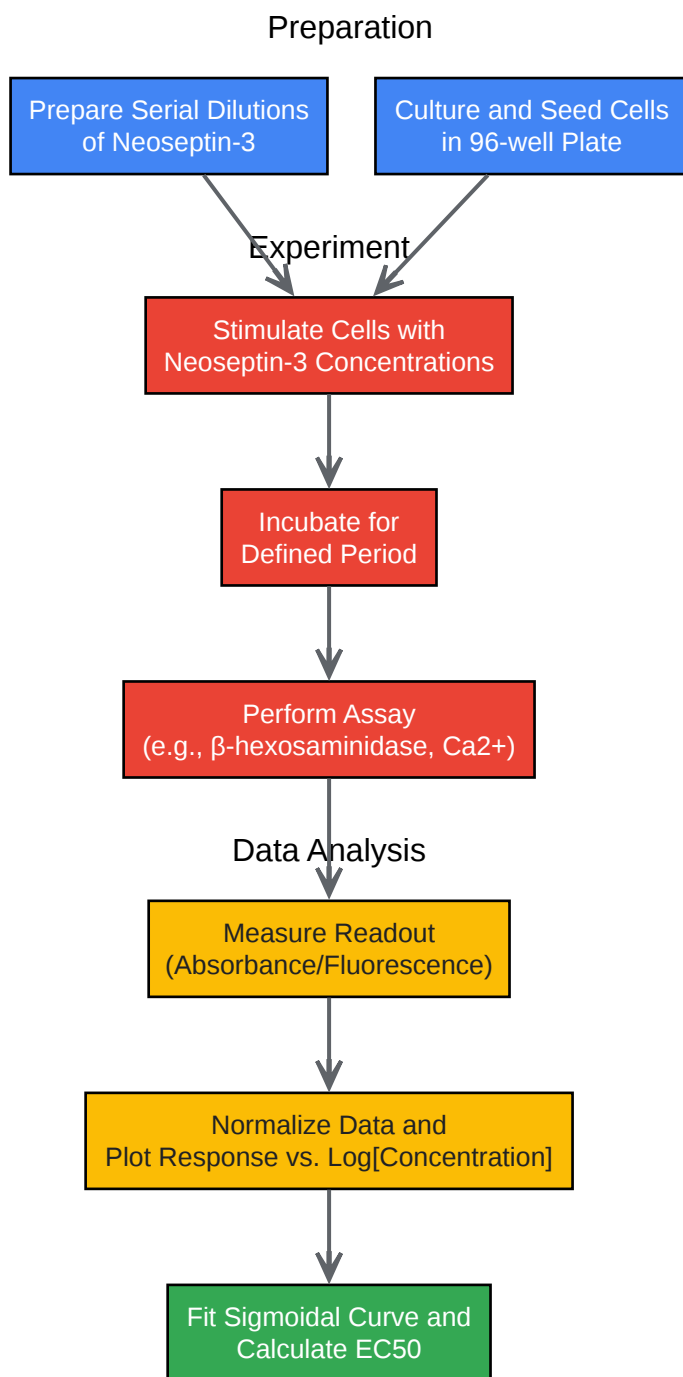 Preparation
Prepare Serial Dilutions
of Neoseptin-3
Culture and Seed Cells
in 96-well Plate
Experiment
Stimulate Cells with
Neoseptin-3 Concentrations
Incubate for
Defined Period
Perform Assay
(e.g., β-hexosaminidase, Ca2+)
Data Analysis
Measure Readout
(Absorbance/Fluorescence)
Normalize Data and
Plot Response vs. Log[Concentration]
Fit Sigmoidal Curve and
Calculate EC50